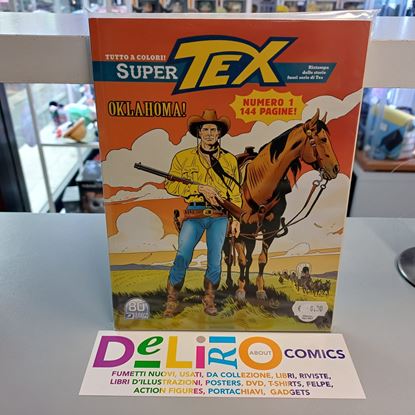 TUTTO A COLORI!
SUPER TEX
Ristampa
delle storie
fuori serie di Tex
OKLAHOMA!
NUMERO 1
144 PAGINE!
80
€
DELIRIO ABOUT COMICS
FUMETTI NUOVI, USATI, DA COLLEZIONE, LIBRI, RIVISTE,
LIBRI D'ILLUSTRAZIONI, POSTERS, DVD, T-SHIRTS, FELPE,
ACTION FIGURES, PORTACHIAVI, GADGETS